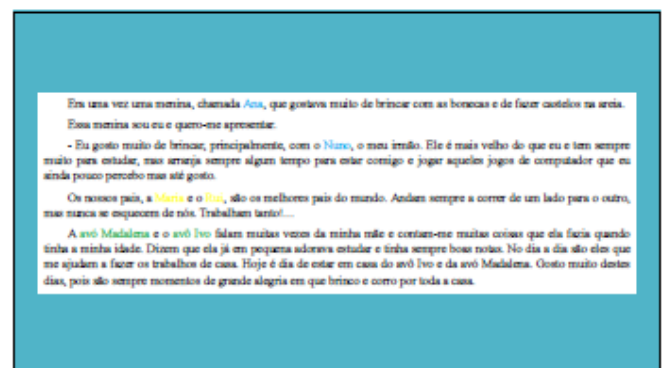 Era uma vez uma menina, chamada Ana, que gostava muito de brincar com as bonecas e de fazer castelos na areia.
Essa menina sou eu e quero-me apresentar.
- Eu gosto muito de brincar, principalmente, com o Nuno, o meu irmão. Ele é mais velho do que eu e tem sempre
muito para estudar, mas arranja sempre algum tempo para estar comigo e jogar aqueles jogos de computador que eu
ainda pouco percebo mas até gosto.
Os nossos pais, a Maria e o Rui, são os melhores pais do mundo. Andam sempre a correr de um lado para o outro,
mas nunca se esquecem de nós. Trabalham tanto!...
A avó Madalena e o avô Ivo falam muitas vezes da minha mãe e contam-me muitas coisas que ela fazia quando
tinha a minha idade. Dizem que ela já em pequena adorava estudar e tinha sempre boas notas. No dia a dia são eles que
me ajudam a fazer os trabalhos de casa. Hoje é dia de estar em casa do avô Ivo e da avó Madalena. Gosto muito destes
dias, pois são sempre momentos de grande alegria em que brinco e corro por toda a casa.